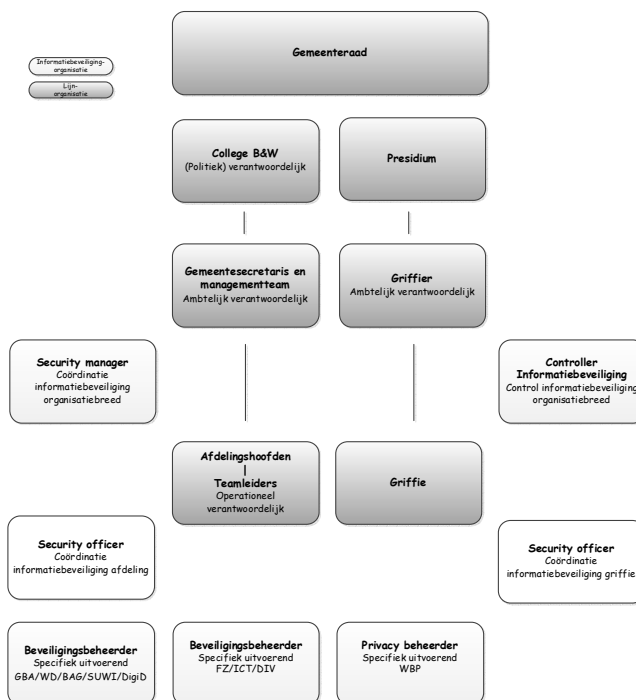 Gemeenteraad
Informatiebeveiliging-
organisatie
Lijn-
organisatie
College B&W
(Politiek) verantwoordelijk
Presidium
Gemeentesecretaris en
managementteam
Ambtelijk verantwoordelijk
Griffier
Ambtelijk verantwoordelijk
Security manager
Coördinatie
informatiebeveiliging
organisatiebreed
Controller
Informatiebeveiliging
Control informatiebeveiliging
organisatiebreed
Afdelingshoofden
|
Teamleiders
Operationeel
verantwoordelijk
Griffie
Security officer
Coördinatie
informatiebeveiliging afdeling
Security officer
Coördinatie
informatiebeveiliging griffie
Beveiligingsbeheerder
Specifiek uitvoerend
GBA/WD/BAG/SUWI/DigiD
Beveiligingsbeheerder
Specifiek uitvoerend
FZ/ICT/DIV
Privacy beheerder
Specifiek uitvoerend
WBP